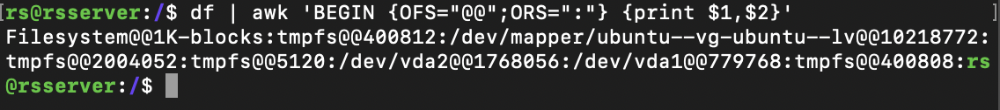 [rs@rsserver:/$ df | awk 'BEGIN {OFS="@@";ORS=":"} {print $1,$2}' ]
Filesystem@@1K-blocks:tmpfs@@400812:/dev/mapper/ubuntu--vg-ubuntu--lv@@10218772:
tmpfs@@2004052:tmpfs@@5120:/dev/vda2@@1768056:/dev/vda1@@779768:tmpfs@@400808:rs
@rsserver:/$